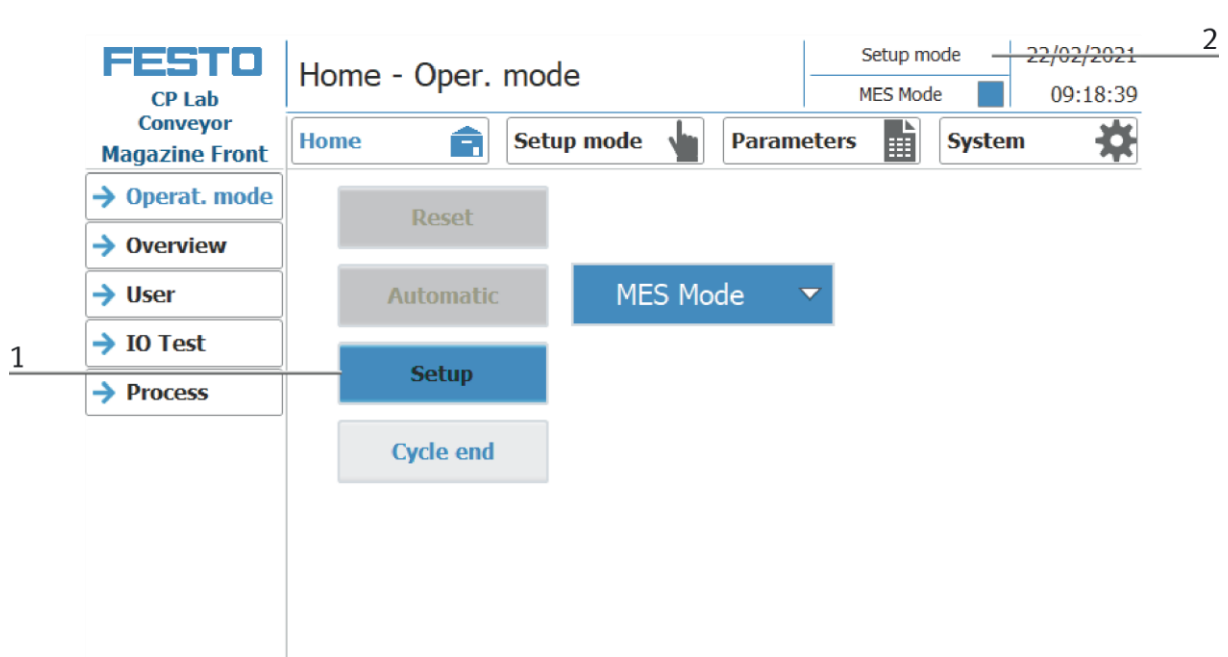 2
FESTO
CP Lab
Conveyor
Magazine Front
Home - Oper. mode
Setup mode
22/02/2021
MES Mode
09:18:39
Home
Setup mode
Parameters
System
Operat. mode
Overview
User
IO Test
Process
Reset
Automatic
MES Mode
1
Setup
Cycle end